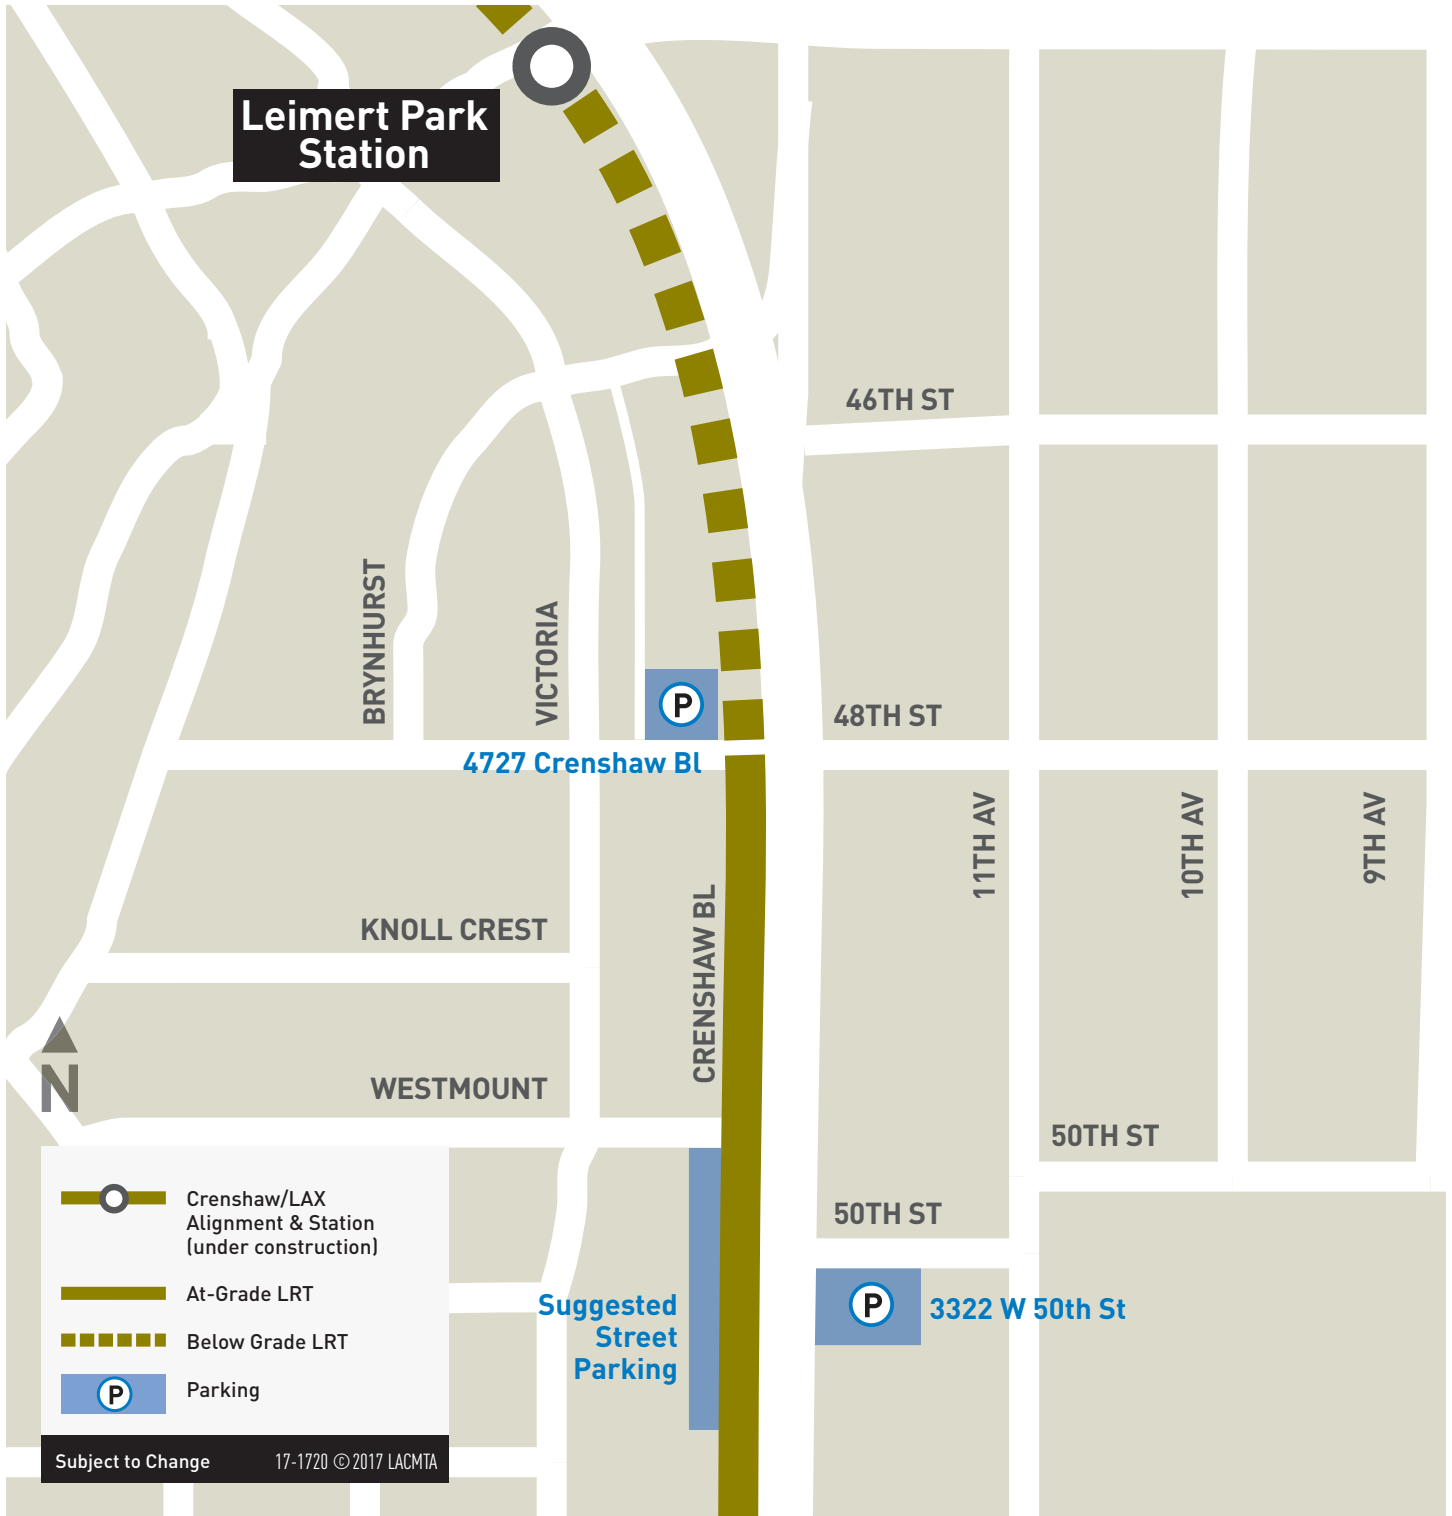 Leimert Park
Station
46TH ST
BRYNHURST
VICTORIA
P
48TH ST
4727 Crenshaw Bl
11TH AV
10TH AV
9TH AV
CRENSHAW BL
KNOLL CREST
WESTMOUNT
N
50TH ST
50TH ST
Suggested
Street
Parking
P
3322 W 50th St
Crenshaw/LAX
Alignment & Station
(under construction)
At-Grade LRT
Below Grade LRT
P
Parking
Subject to Change
17-1720 © 2017 LACMTA